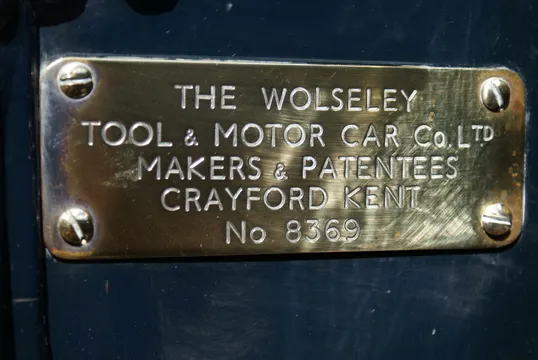 THE WOLSELEY
TOOL & MOTOR CAR Co. LTD
MAKERS & PATENTEES
CRAYFORD KENT
No 8369